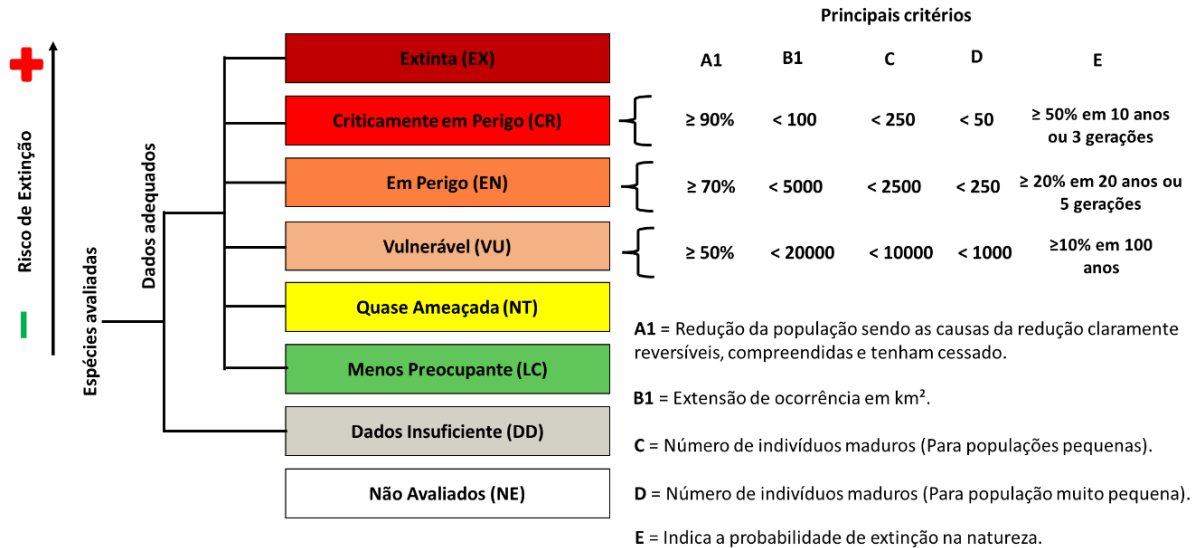 Principais critérios
A1 B1 C D E
Extinta (EX)
Criticamente em Perigo (CR)
≥ 90% < 100 < 250 < 50 ≥ 50% em 10 anos
ou 3 gerações
Em Perigo (EN)
≥ 70% < 5000 < 2500 < 250 ≥ 20% em 20 anos ou
5 gerações
Vulnerável (VU)
≥ 50% < 20000 < 10000 < 1000 ≥10% em 100
anos
Quase Ameaçada (NT)
Menos Preocupante (LC)
Dados Insuficiente (DD)
Não Avaliados (NE)
Risco de Extinção
Espécies avaliadas
Dados adequados
A1 = Redução da população sendo as causas da redução claramente
reversíveis, compreendidas e tenham cessado.
B1 = Extensão de ocorrência em km².
C = Número de indivíduos maduros (Para populações pequenas).
D = Número de indivíduos maduros (Para população muito pequena).
E = Indica a probabilidade de extinção na natureza.